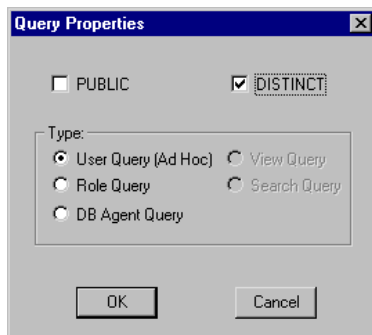 Query Properties
PUBLIC DISTINCT
Type:
User Query (Ad Hoc) View Query
Role Query Search Query
DB Agent Query
OK Cancel